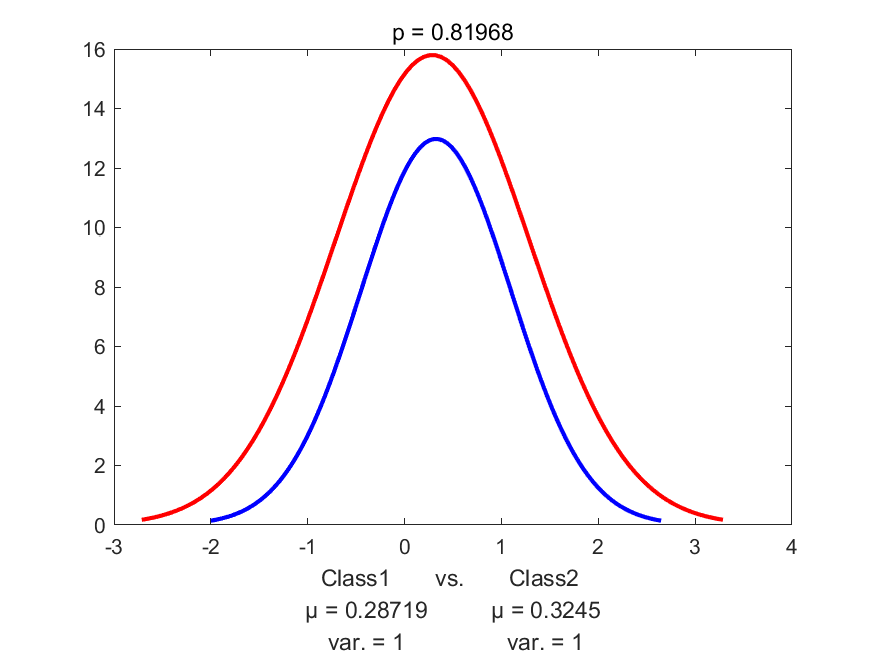 p = 0.81968
16
14
12
10
8
6
4
2
0
-3 -2 -1 0 1 2 3 4
Class1 vs. Class2
μ = 0.28719 μ = 0.3245
var. = 1 var. = 1